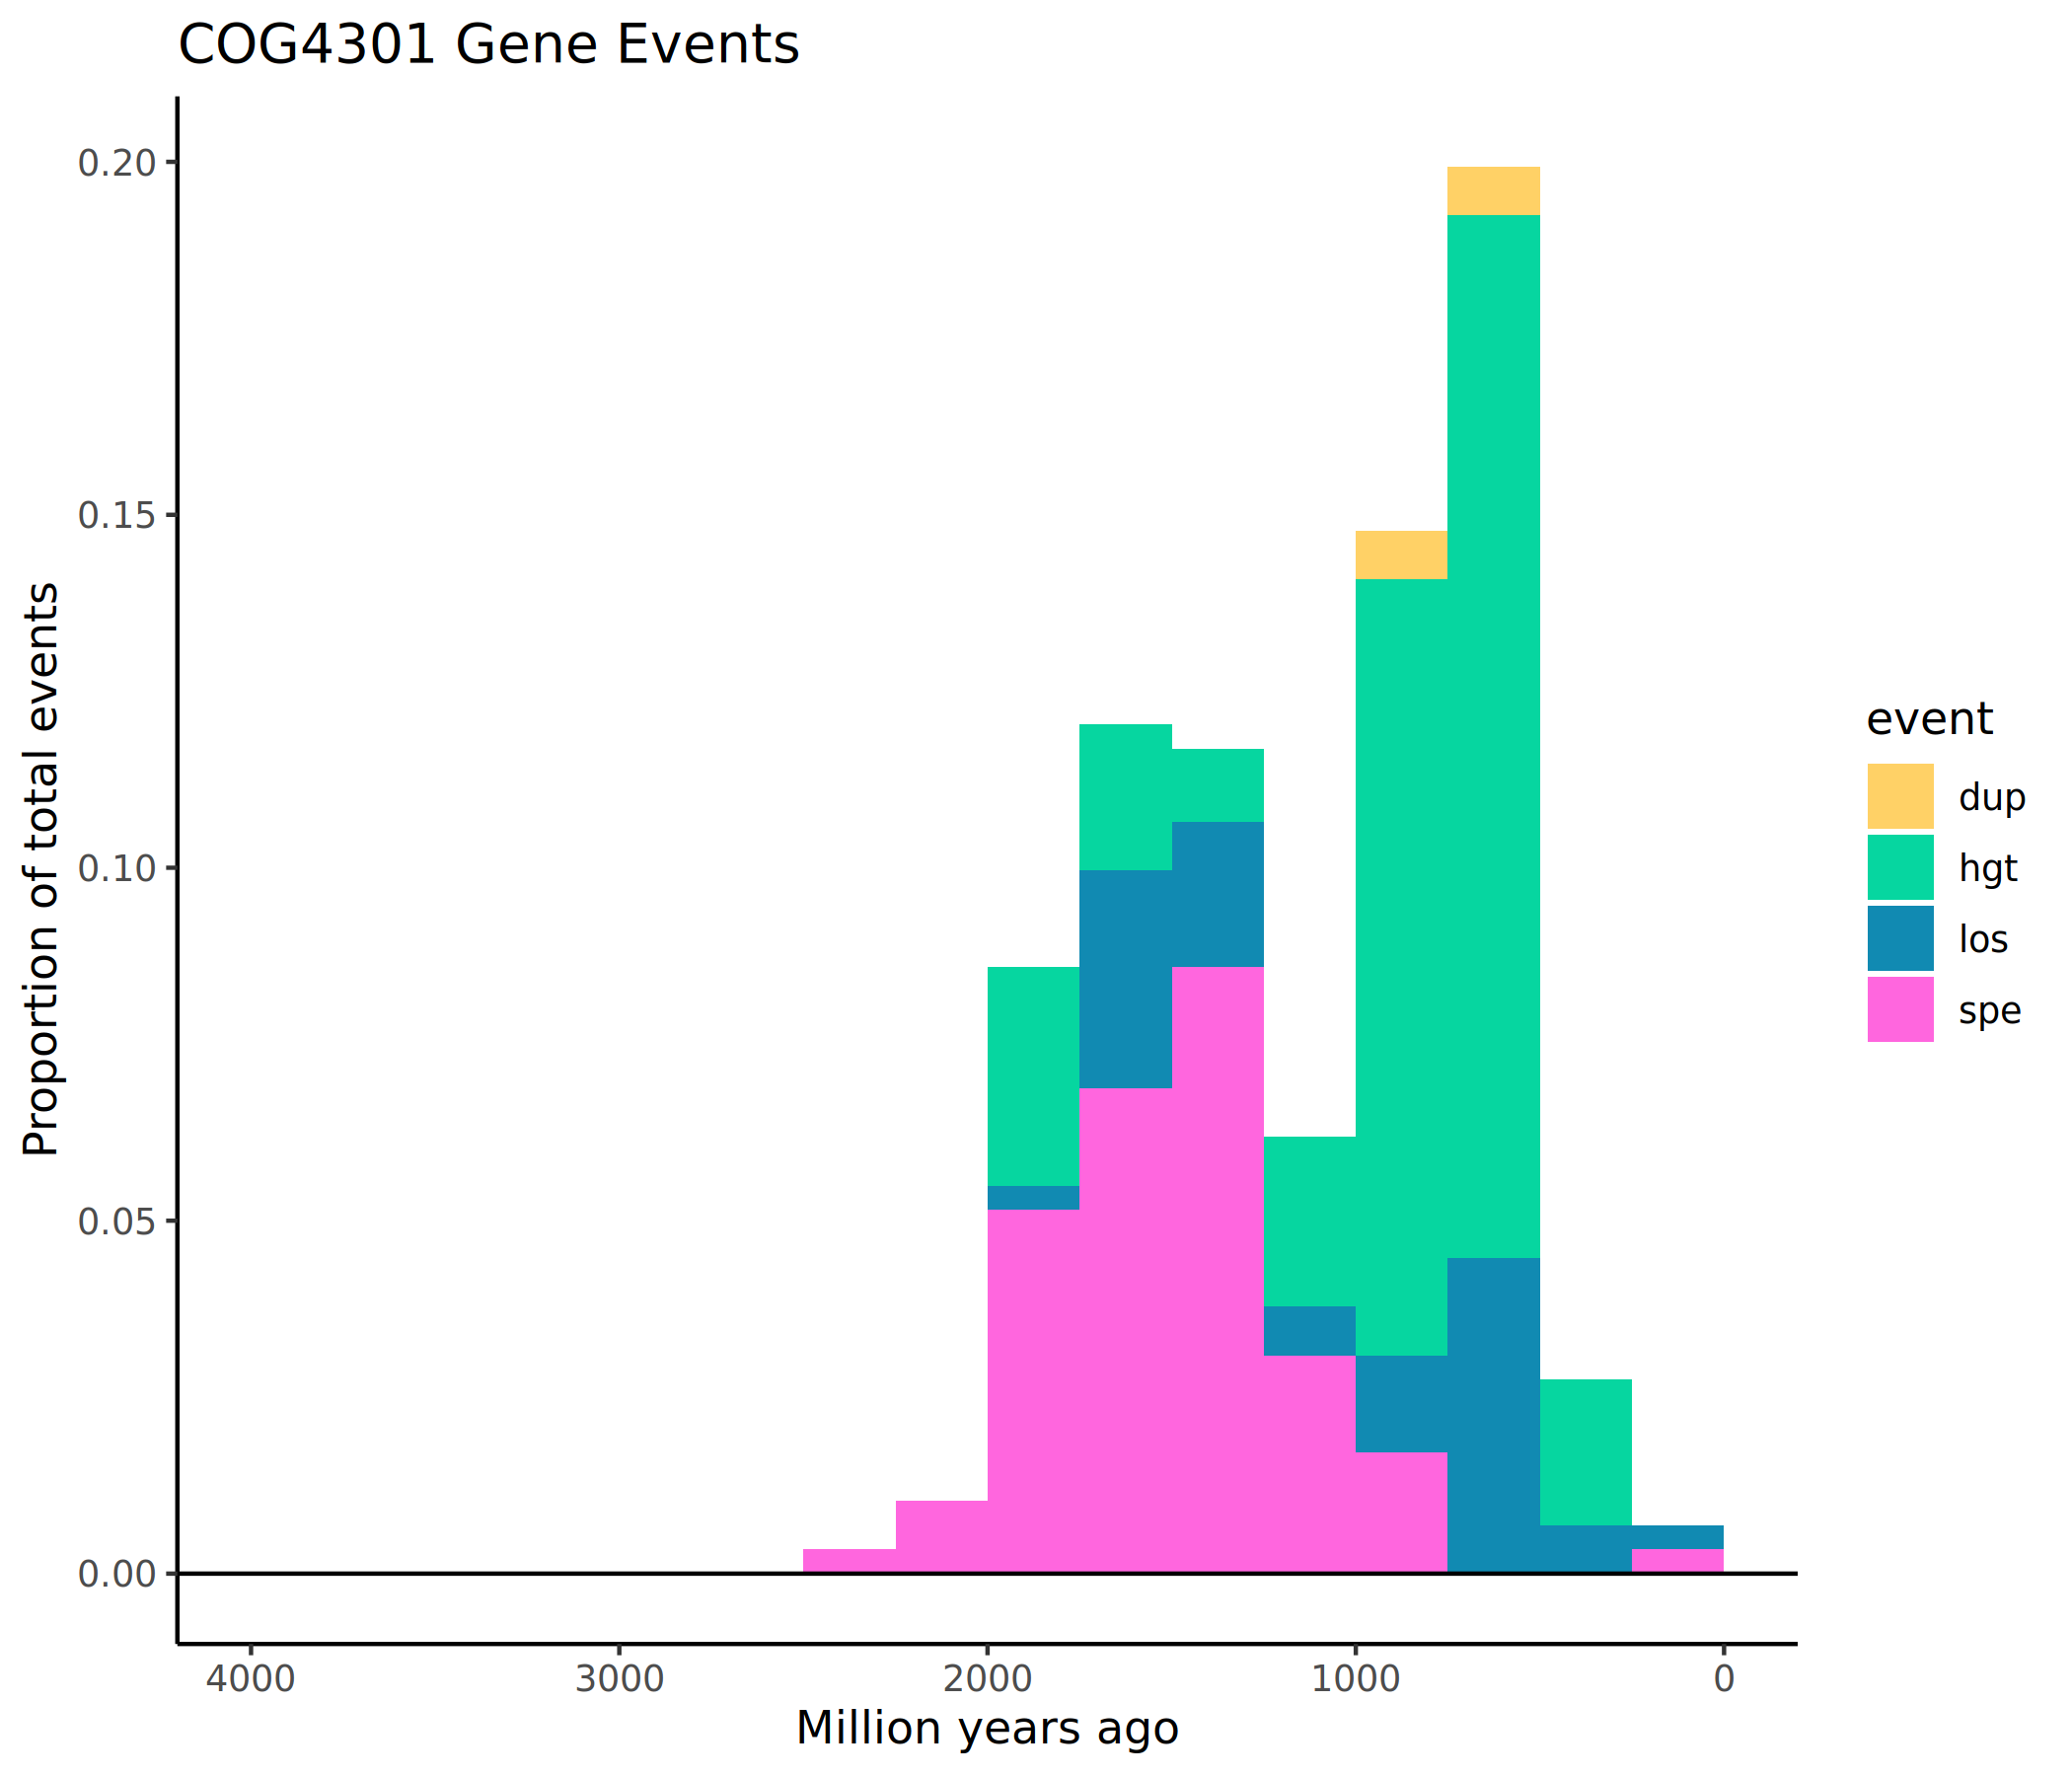 COG4301 Gene Events
Proportion of total events
0.20
0.15
0.10
0.05
0.00
4000
3000
2000
1000
0
Million years ago
event
dup
hgt
los
spe